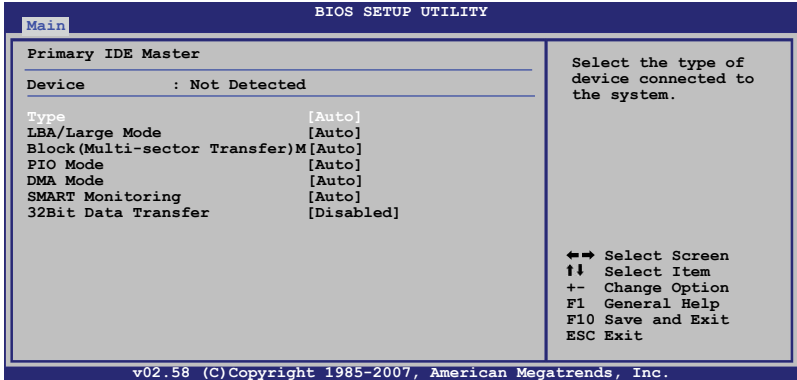 BIOS SETUP UTILITY
Main
Primary IDE Master
Device : Not Detected
Type [Auto]
LBA/Large Mode [Auto]
Block(Multi-sector Transfer)M[Auto]
PIO Mode [Auto]
DMA Mode [Auto]
SMART Monitoring [Auto]
32Bit Data Transfer [Disabled]
Select the type of
device connected to
the system.
←→ Select Screen
↑↓ Select Item
+- Change Option
F1 General Help
F10 Save and Exit
ESC Exit
v02.58 (C)Copyright 1985-2007, American Megatrends, Inc.